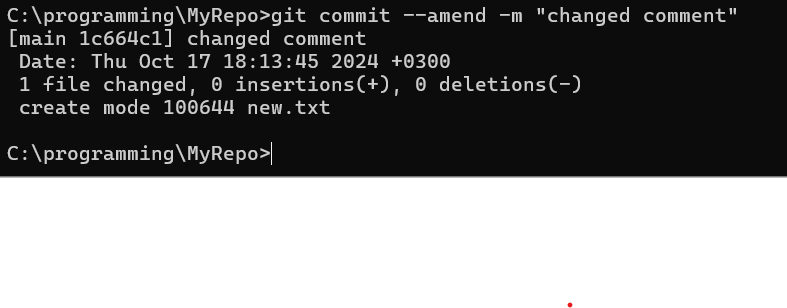 C:\programming\MyRepo>git commit --amend -m "changed comment"
[main 1c664c1] changed comment
 Date: Thu Oct 17 18:13:45 2024 +0300
 1 file changed, 0 insertions(+), 0 deletions(-)
 create mode 100644 new.txt

C:\programming\MyRepo>